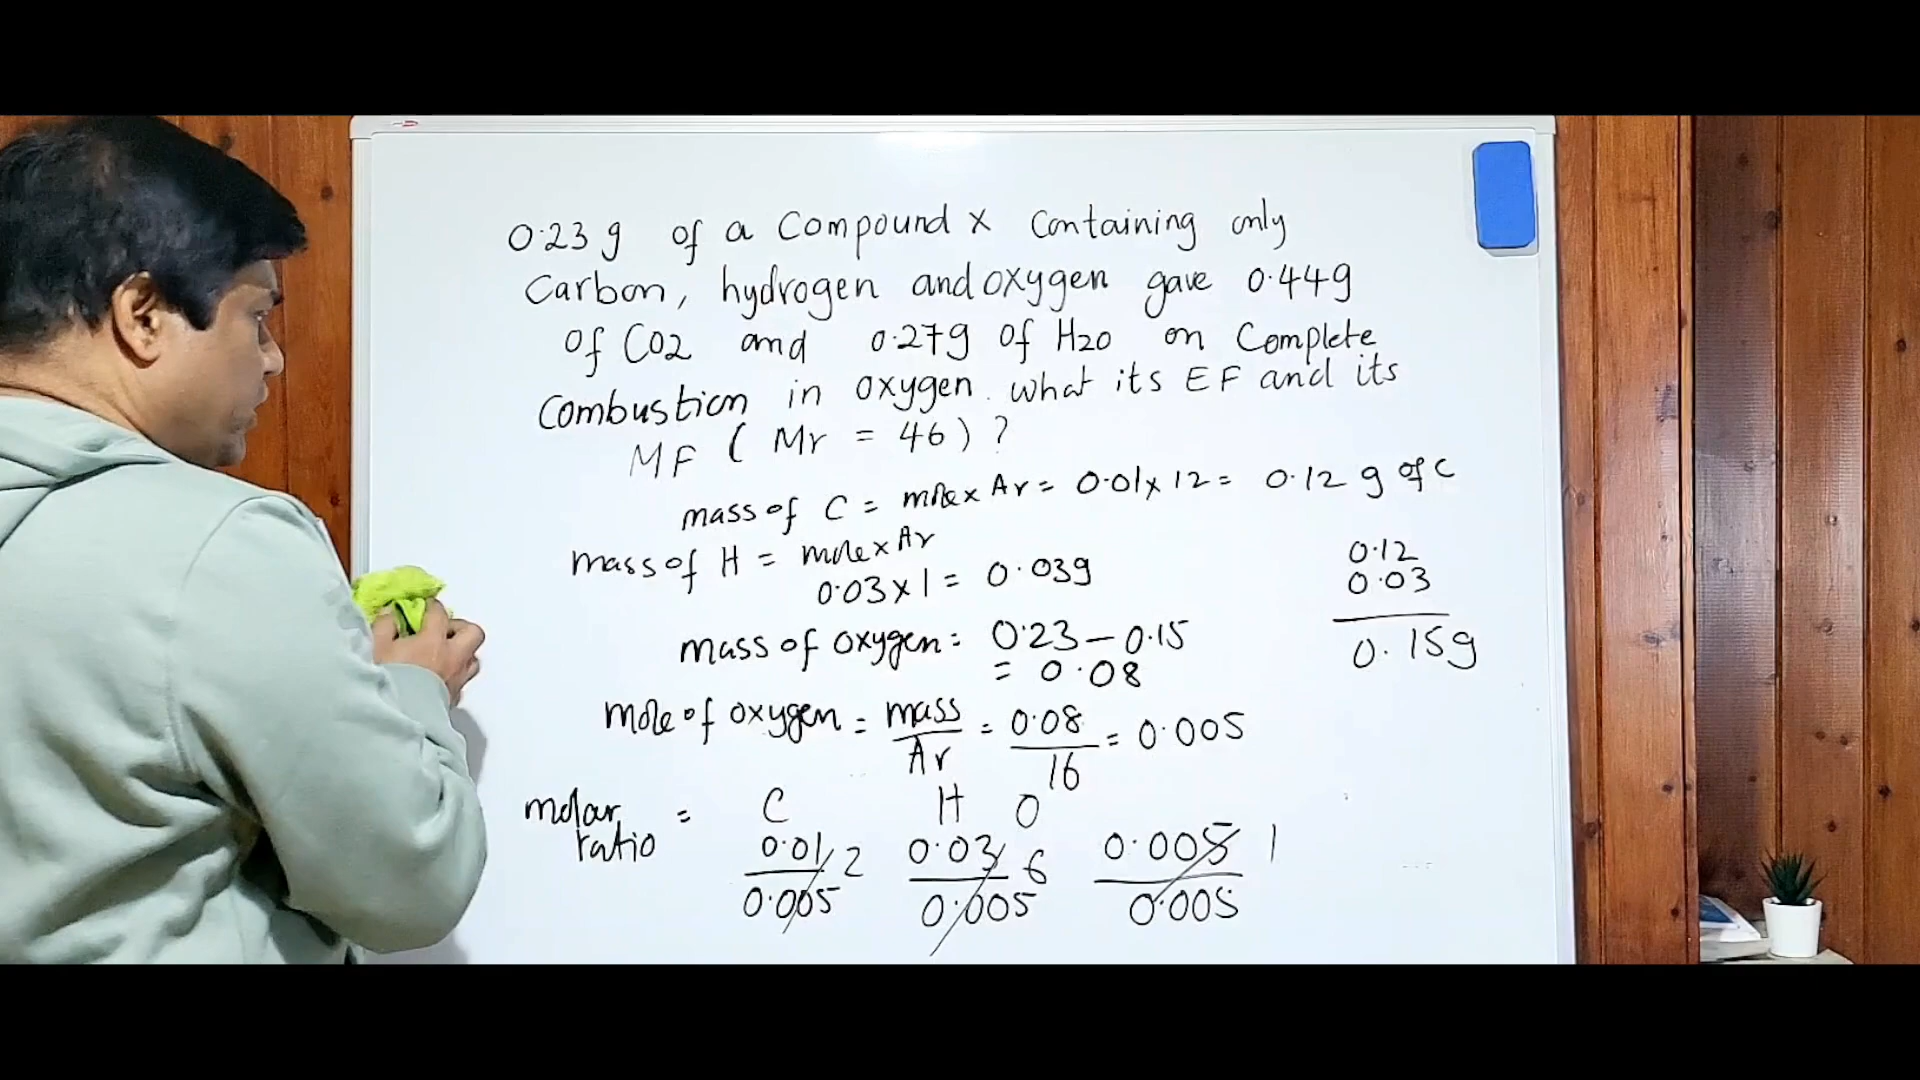 0.23 g of a Compound X Containing only
Carbon, hydrogen and oxygen gave 0.44g
of CO2 and 0.27g of H2O on Complete
Combustion in oxygen. what its EF and its
MF ( Mr = 46 ) ?
mass of C = mole x Ar = 0.01 x 12 = 0.12 g of C
mass of H = mole x Ar
0.03 x 1 = 0.03g
0.12
0.03
0.15g
mass of oxygen = 0.23 - 0.15
= 0.08
mole of oxygen = mass / Ar = 0.08 / 16 = 0.005
molar ratio =
C H O
0.01 / 0.005 2 0.03 / 0.005 6 0.005 / 0.005 1